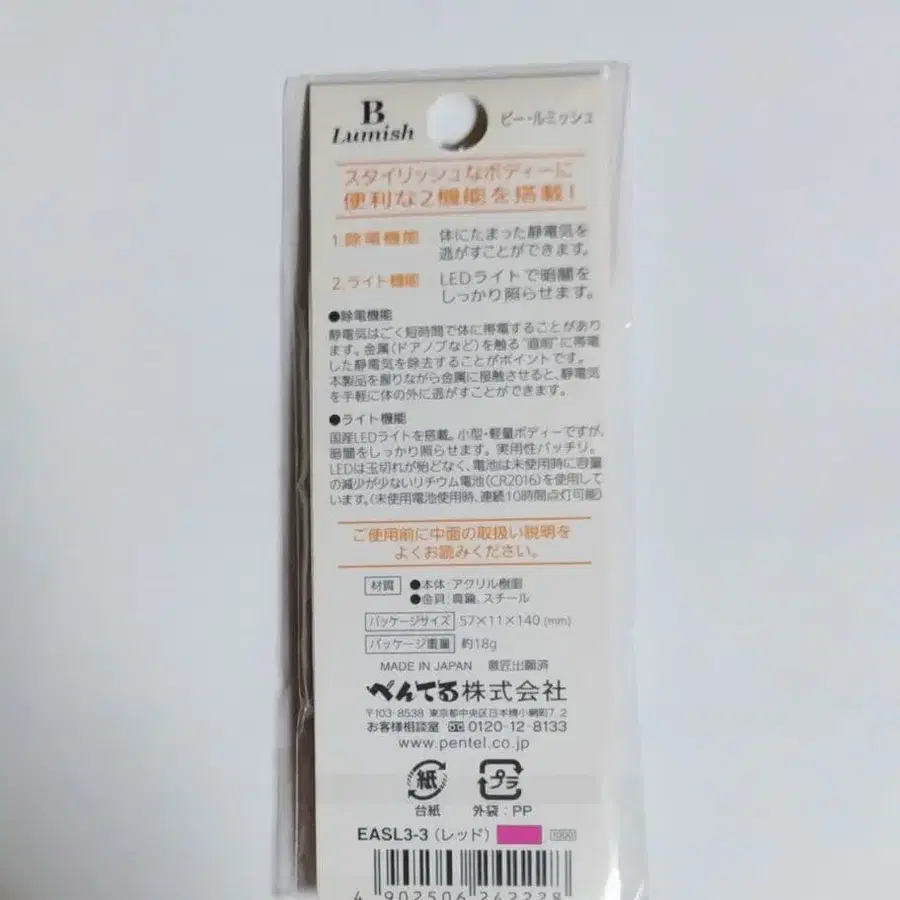 B
Lumish
ビー・ルミッシュ
スタイリッシュなボディーに
便利な2機能を搭載!
1.除電機能 体にたまった静電気を
逃がすことができます。
2.ライト機能 LEDライトで暗闇を
しっかり照らせます。
●除電機能
静電気はごく短時間で体に帯電することがあり
ます。金属(ドアノブなど)を触る"直前"に帯電
した静電気を除去することがポイントです。
本製品を握りながら金属に接触させると、静電気
を手軽に体の外に逃がすことができます。
●ライト機能
国産LEDライトを搭載。小型・軽量ボディーですが、
暗闇をしっかり照らせます。実用性バッチリ。
LEDは玉切れが殆どなく、電池は未使用時に容量
の減少が少ないリチウム電池(CR2016)を使用して
います。(未使用電池使用時、連続10時間点灯可能)
ご使用前に中面の取扱い説明を
よくお読みください。
材質 ●本体:アクリル樹脂
●金具:真鍮、スチール
パッケージサイズ 57×11×140(mm)
パッケージ重量 約18g
MADE IN JAPAN 意匠出願済
ぺんてる株式会社
〒103-8538 東京都中央区日本橋小網町7-2
お客様相談室 0120-12-8133
www.pentel.co.jp
紙 プラ
台紙 外袋:PP
EASL3-3(レッド) 1000
4 902506 242228